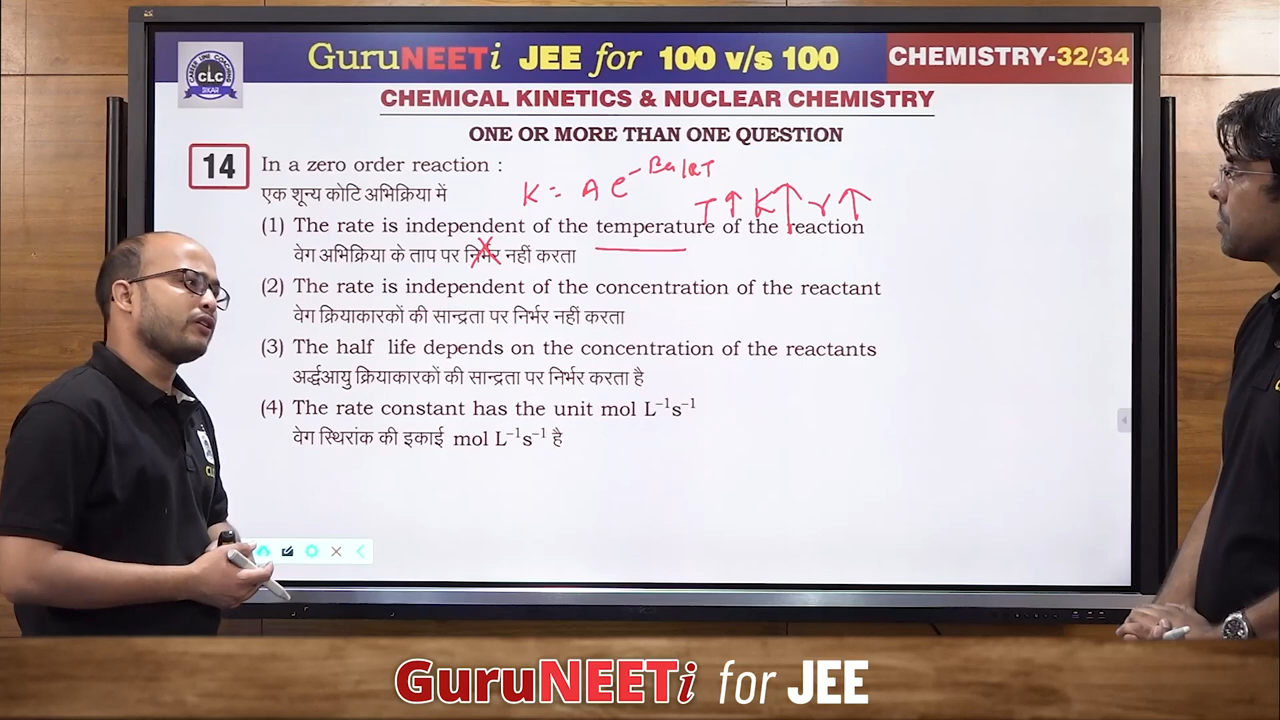 GuruNEETi JEE for 100 v/s 100
CHEMISTRY-32/34
CLC
SIKAR
CHEMICAL KINETICS & NUCLEAR CHEMISTRY
ONE OR MORE THAN ONE QUESTION
14 In a zero order reaction :
एक शून्य कोटि अभिक्रिया में
K = A e^{-Ea/RT}
T↑ K↑ r↑
(1) The rate is independent of the temperature of the reaction
वेग अभिक्रिया के ताप पर निर्भर नहीं करता
(2) The rate is independent of the concentration of the reactant
वेग क्रियाकारकों की सान्द्रता पर निर्भर नहीं करता
(3) The half life depends on the concentration of the reactants
अर्द्धआयु क्रियाकारकों की सान्द्रता पर निर्भर करता है
(4) The rate constant has the unit mol L⁻¹s⁻¹
वेग स्थिरांक की इकाई mol L⁻¹s⁻¹ है
GuruNEETi for JEE